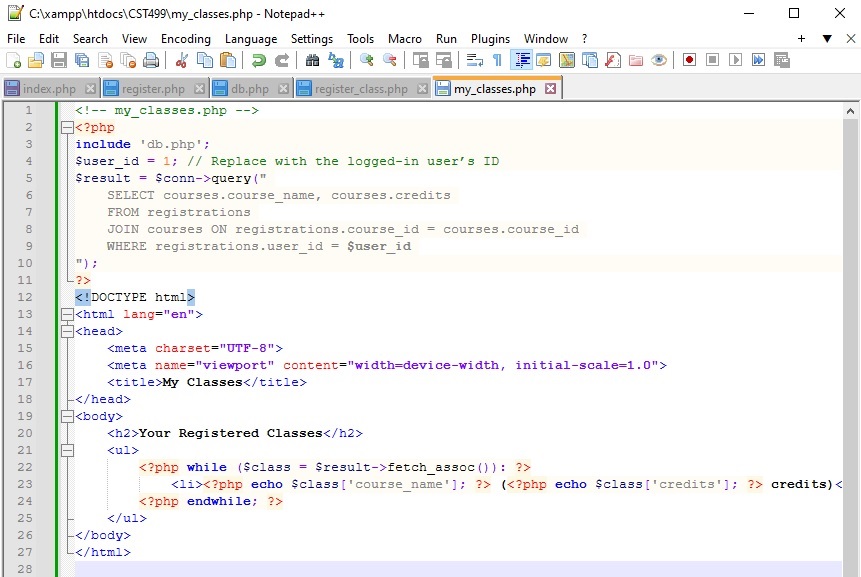 C:\xampp\htdocs\CST499\my_classes.php - Notepad++
File Edit Search View Encoding Language Settings Tools Macro Run Plugins Window ? + ▼ X
index.php register.php db.php register_class.php my_classes.php
1 <!-- my_classes.php -->
2 <?php
3 include 'db.php';
4 $user_id = 1; // Replace with the logged-in user’s ID
5 $result = $conn->query("
6 SELECT courses.course_name, courses.credits
7 FROM registrations
8 JOIN courses ON registrations.course_id = courses.course_id
9 WHERE registrations.user_id = $user_id
10 ");
11 ?>
12 <!DOCTYPE html>
13 <html lang="en">
14 <head>
15 <meta charset="UTF-8">
16 <meta name="viewport" content="width=device-width, initial-scale=1.0">
17 <title>My Classes</title>
18 </head>
19 <body>
20 <h2>Your Registered Classes</h2>
21 <ul>
22 <?php while ($class = $result->fetch_assoc()): ?>
23 <li><?php echo $class['course_name']; ?> (<?php echo $class['credits']; ?> credits)<
24 <?php endwhile; ?>
25 </ul>
26 </body>
27 </html>
28